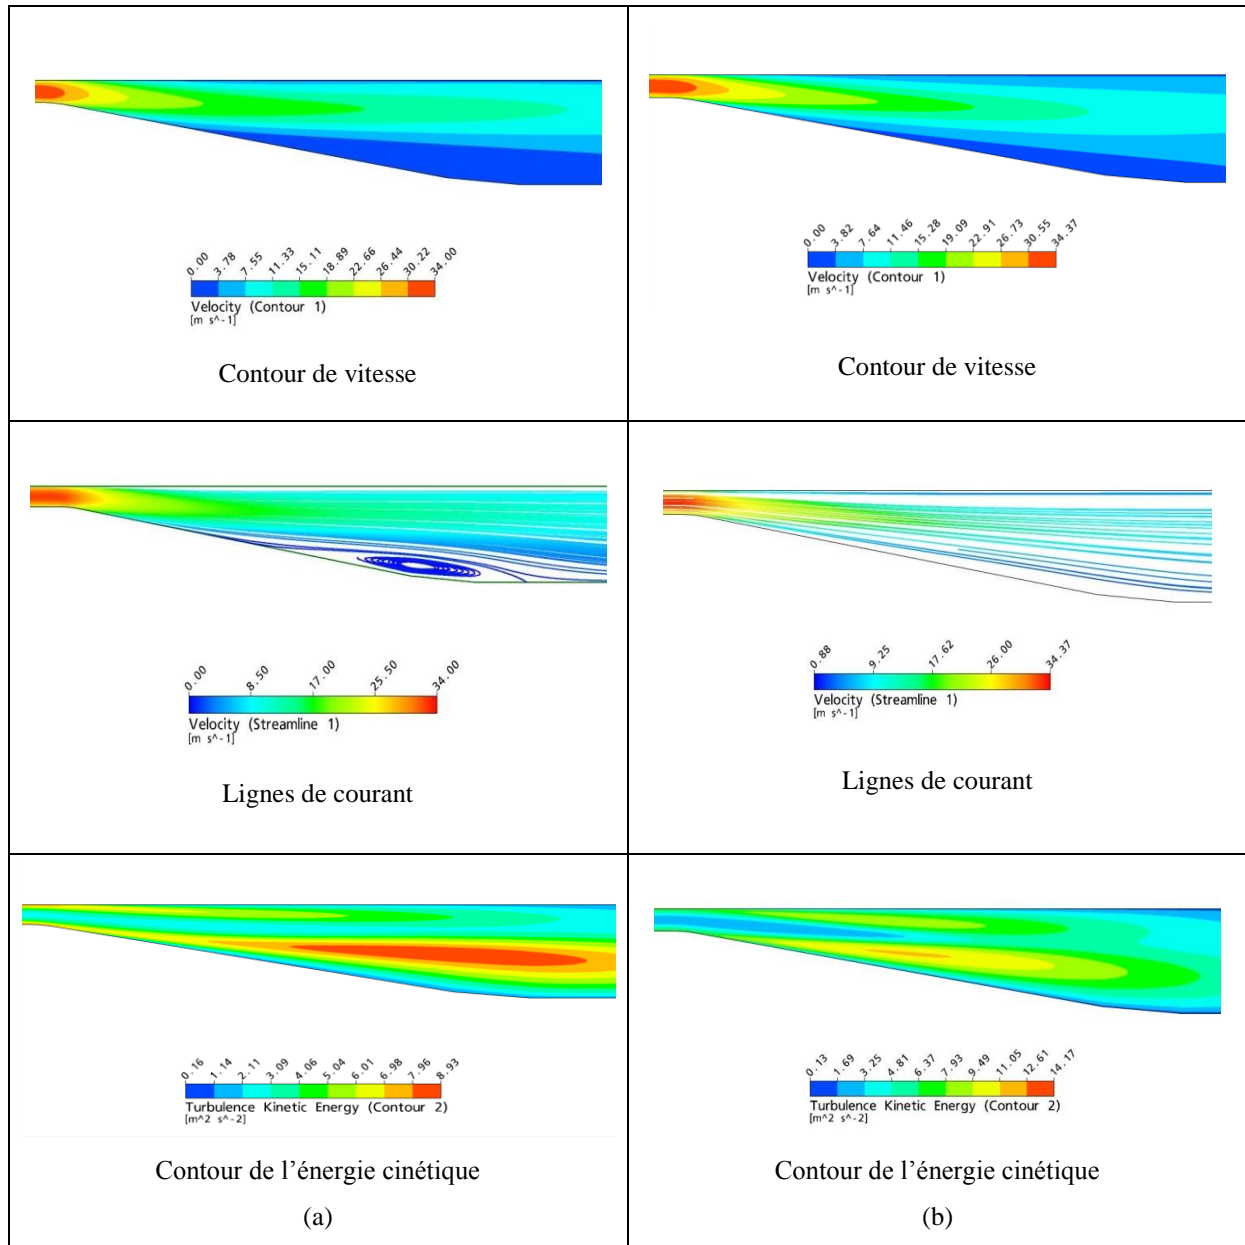 0.00 3.78 7.55 11.33 15.11 18.89 22.66 26.44 30.22 34.00
Velocity (Contour 1)
[m s^-1]
Contour de vitesse
0.00 3.82 7.64 11.46 15.28 19.09 22.91 26.73 30.55 34.37
Velocity (Contour 1)
[m s^-1]
Contour de vitesse
0.00 8.50 17.00 25.50 34.00
Velocity (Streamline 1)
[m s^-1]
Lignes de courant
0.88 9.25 17.62 26.00 34.37
Velocity (Streamline 1)
[m s^-1]
Lignes de courant
0.16 1.14 2.11 3.09 4.06 5.04 6.01 6.98 7.96 8.93
Turbulence Kinetic Energy (Contour 2)
[m^2 s^-2]
Contour de l’énergie cinétique
(a)
0.13 1.69 3.25 4.81 6.37 7.93 9.49 11.05 12.61 14.17
Turbulence Kinetic Energy (Contour 2)
[m^2 s^-2]
Contour de l’énergie cinétique
(b)